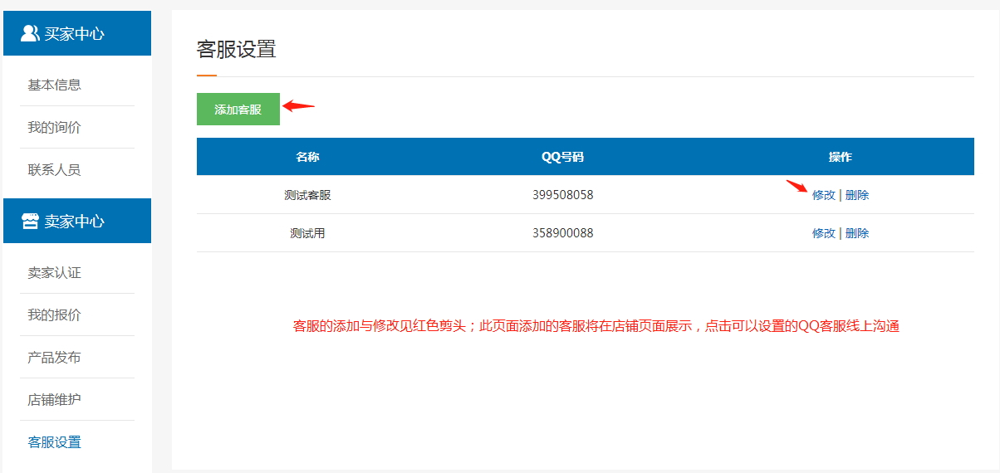 买家中心
基本信息
我的询价
联系人员
卖家中心
卖家认证
我的报价
产品发布
店铺维护
客服设置
客服设置
添加客服
名称 QQ号码 操作
测试客服 399508058 修改 | 删除
测试用 358900088 修改 | 删除
客服的添加与修改见红色剪头；此页面添加的客服将在店铺页面展示，点击可以设置的QQ客服线上沟通